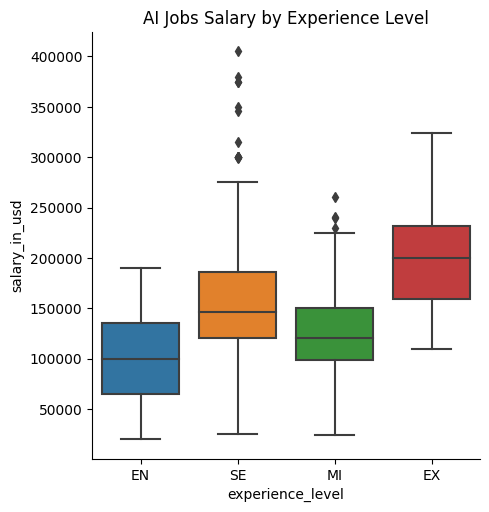 AI Jobs Salary by Experience Level
400000
350000
300000
250000
200000
150000
100000
50000
salary_in_usd
EN SE MI EX
experience_level